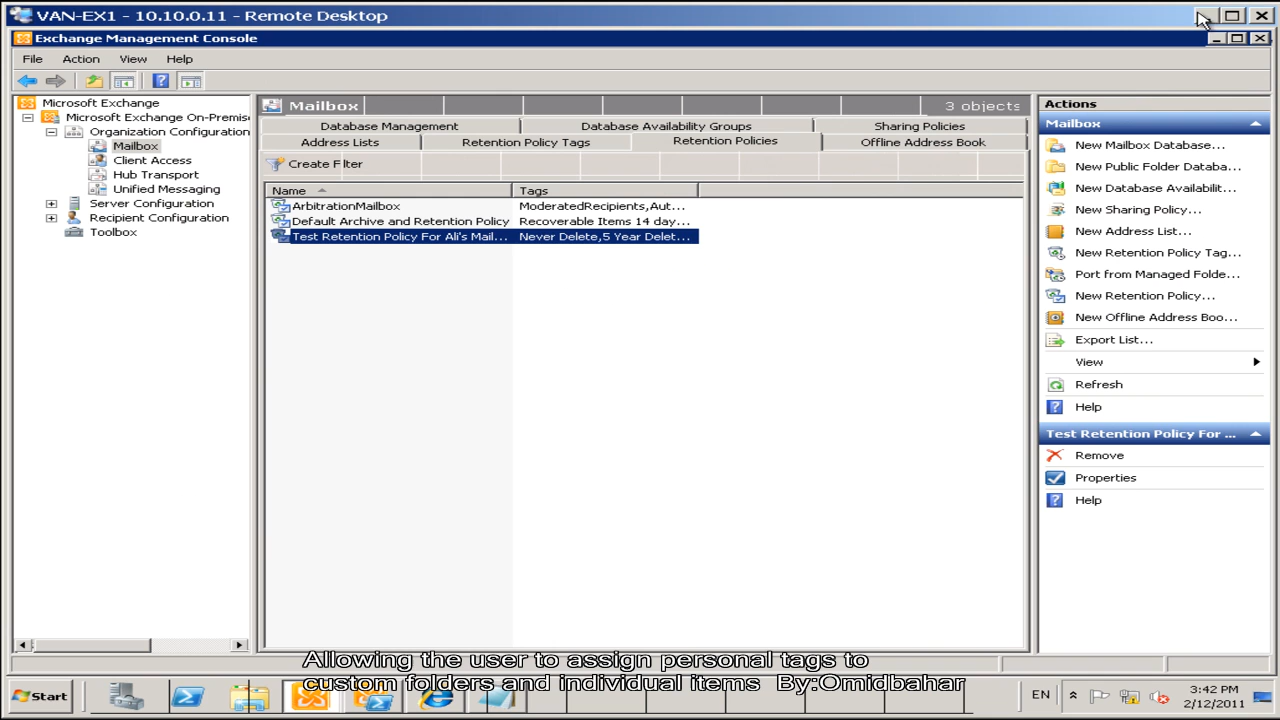 VAN-EX1 - 10.10.0.11 - Remote Desktop
Exchange Management Console
File Action View Help
Microsoft Exchange
Microsoft Exchange On-Premise
Organization Configuration
Mailbox
Client Access
Hub Transport
Unified Messaging
Server Configuration
Recipient Configuration
Toolbox
Mailbox 3 objects
Database Management Database Availability Groups Sharing Policies
Address Lists Retention Policy Tags Retention Policies Offline Address Book
Create Filter
Name Tags
ArbitrationMailbox ModeratedRecipients,Aut...
Default Archive and Retention Policy Recoverable Items 14 day...
Test Retention Policy For Ali's Mail... Never Delete,5 Year Delet...
Actions
Mailbox
New Mailbox Database...
New Public Folder Databa...
New Database Availabilit...
New Sharing Policy...
New Address List...
New Retention Policy Tag...
Port from Managed Folde...
New Retention Policy...
New Offline Address Boo...
Export List...
View
Refresh
Help
Test Retention Policy For ...
Remove
Properties
Help
Allowing the user to assign personal tags to
custom folders and individual items By:Omidbahar
Start
EN
3:42 PM
2/12/2011